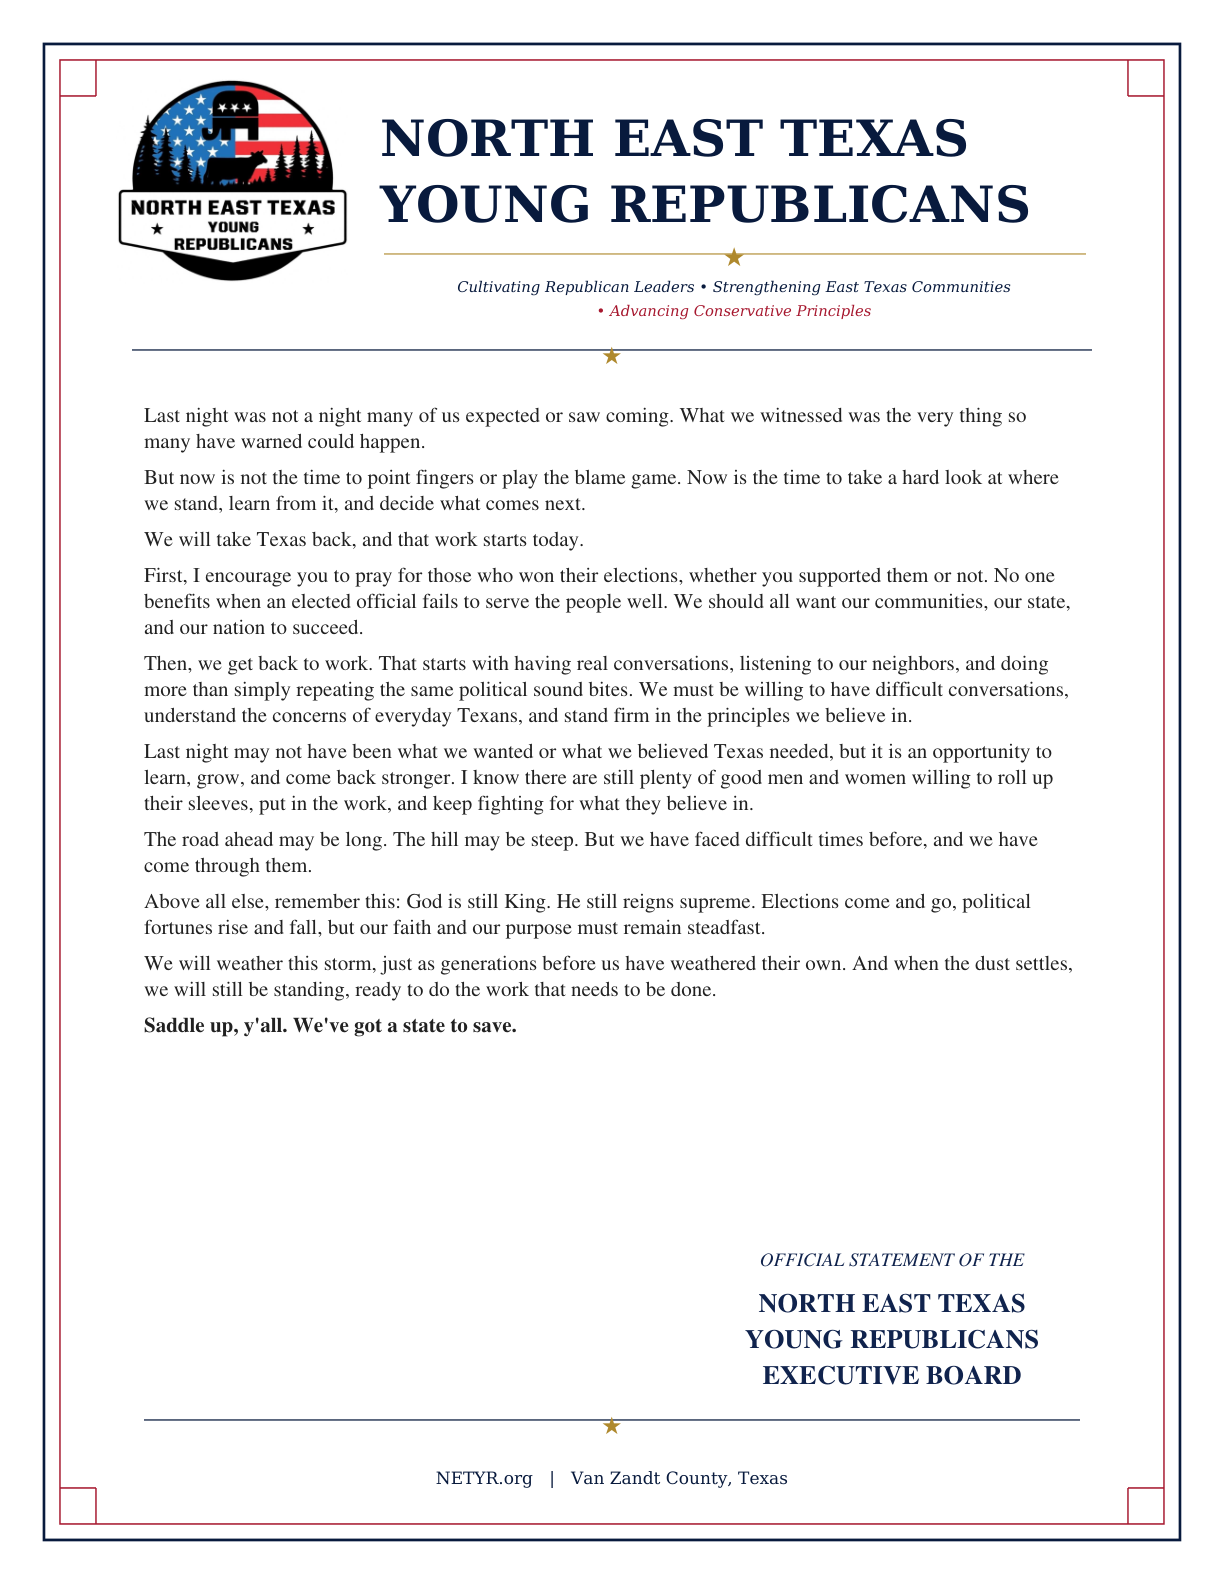 NORTH EAST TEXAS
YOUNG
REPUBLICANS
NORTH EAST TEXAS
YOUNG REPUBLICANS
Cultivating Republican Leaders • Strengthening East Texas Communities
• Advancing Conservative Principles
Last night was not a night many of us expected or saw coming. What we witnessed was the very thing so
many have warned could happen.
But now is not the time to point fingers or play the blame game. Now is the time to take a hard look at where
we stand, learn from it, and decide what comes next.
We will take Texas back, and that work starts today.
First, I encourage you to pray for those who won their elections, whether you supported them or not. No one
benefits when an elected official fails to serve the people well. We should all want our communities, our state,
and our nation to succeed.
Then, we get back to work. That starts with having real conversations, listening to our neighbors, and doing
more than simply repeating the same political sound bites. We must be willing to have difficult conversations,
understand the concerns of everyday Texans, and stand firm in the principles we believe in.
Last night may not have been what we wanted or what we believed Texas needed, but it is an opportunity to
learn, grow, and come back stronger. I know there are still plenty of good men and women willing to roll up
their sleeves, put in the work, and keep fighting for what they believe in.
The road ahead may be long. The hill may be steep. But we have faced difficult times before, and we have
come through them.
Above all else, remember this: God is still King. He still reigns supreme. Elections come and go, political
fortunes rise and fall, but our faith and our purpose must remain steadfast.
We will weather this storm, just as generations before us have weathered their own. And when the dust settles,
we will still be standing, ready to do the work that needs to be done.
Saddle up, y'all. We've got a state to save.
OFFICIAL STATEMENT OF THE
NORTH EAST TEXAS
YOUNG REPUBLICANS
EXECUTIVE BOARD
NETYR.org | Van Zandt County, Texas